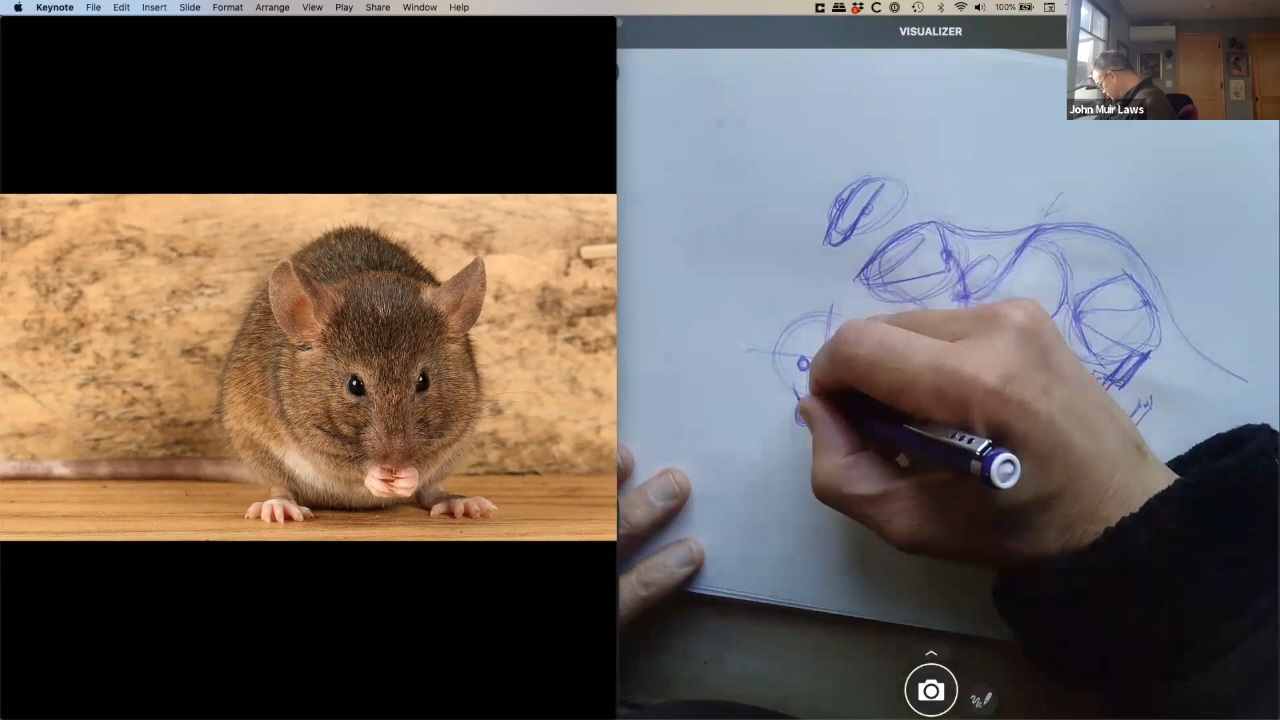 Keynote File Edit Insert Slide Format Arrange View Play Share Window Help 100%
VISUALIZER
John Muir Laws